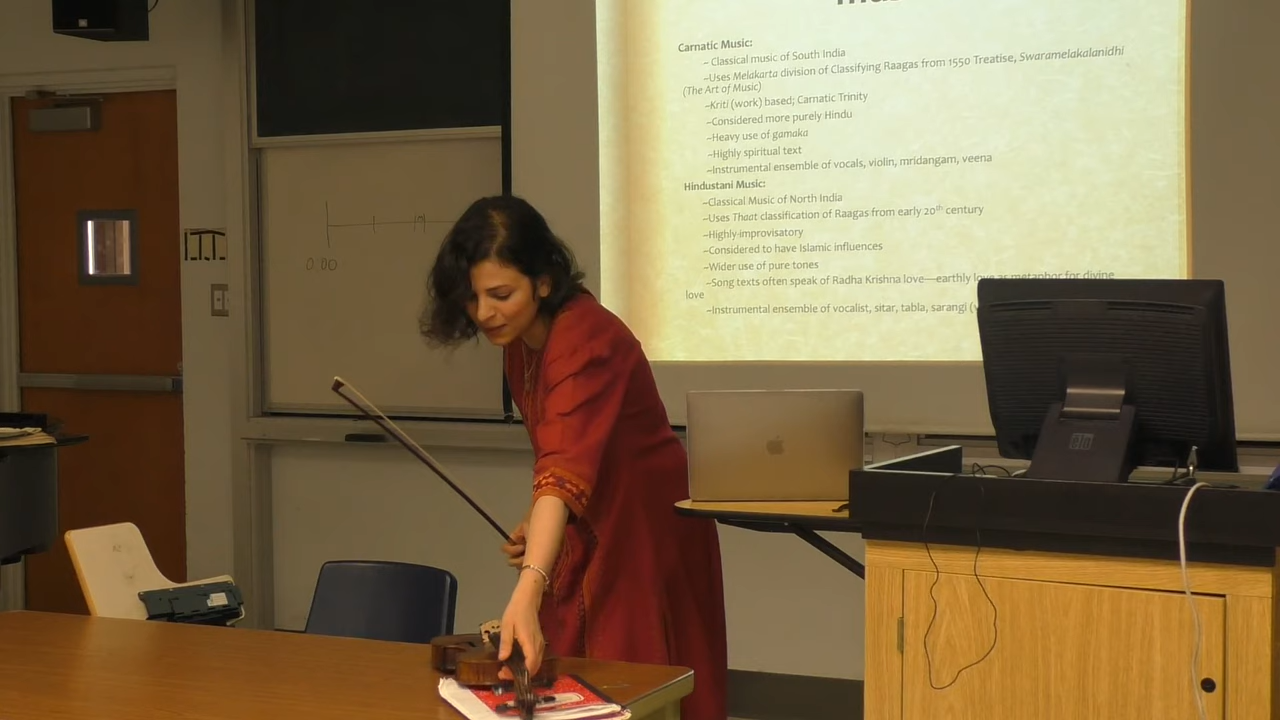 Carnatic Music:
– Classical music of South India
–Uses Melakarta division of Classifying Raagas from 1550 Treatise, Swaramelakalanidhi
(The Art of Music)
–Kriti (work) based; Carnatic Trinity
–Considered more purely Hindu
–Heavy use of gamaka
–Highly spiritual text
–Instrumental ensemble of vocals, violin, mridangam, veena
Hindustani Music:
–Classical Music of North India
–Uses Thaat classification of Raagas from early 20th century
–Highly improvisatory
–Considered to have Islamic influences
–Wider use of pure tones
–Song texts often speak of Radha Krishna love—earthly love as metaphor for divine
love
–Instrumental ensemble of vocalist, sitar, tabla, sarangi
0.00
elo